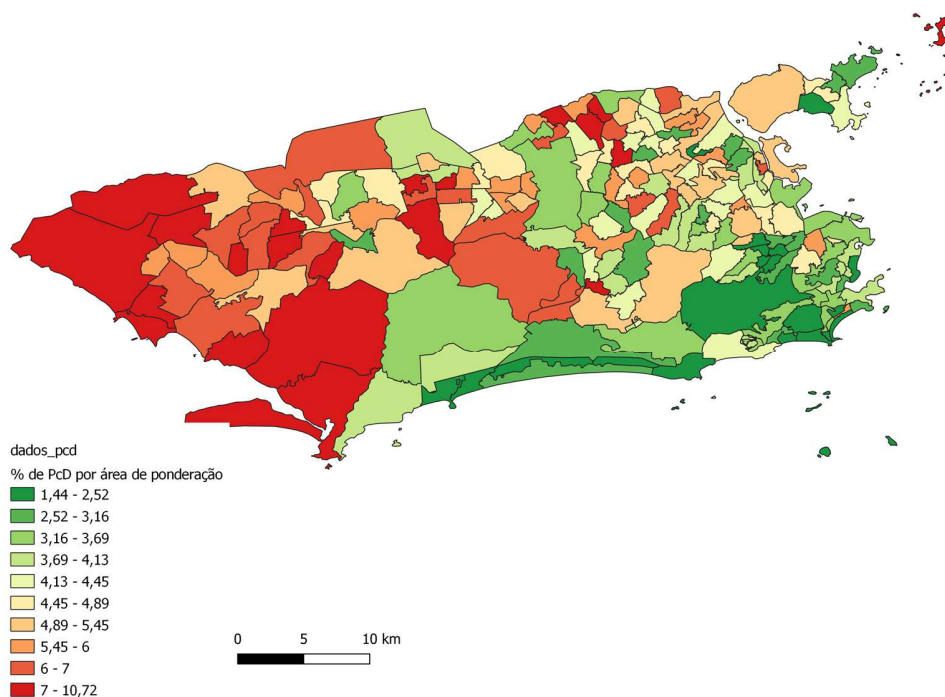 dados_pcd
% de PcD por área de ponderação
1,44 - 2,52
2,52 - 3,16
3,16 - 3,69
3,69 - 4,13
4,13 - 4,45
4,45 - 4,89
4,89 - 5,45
5,45 - 6
6 - 7
7 - 10,72
0 5 10 km